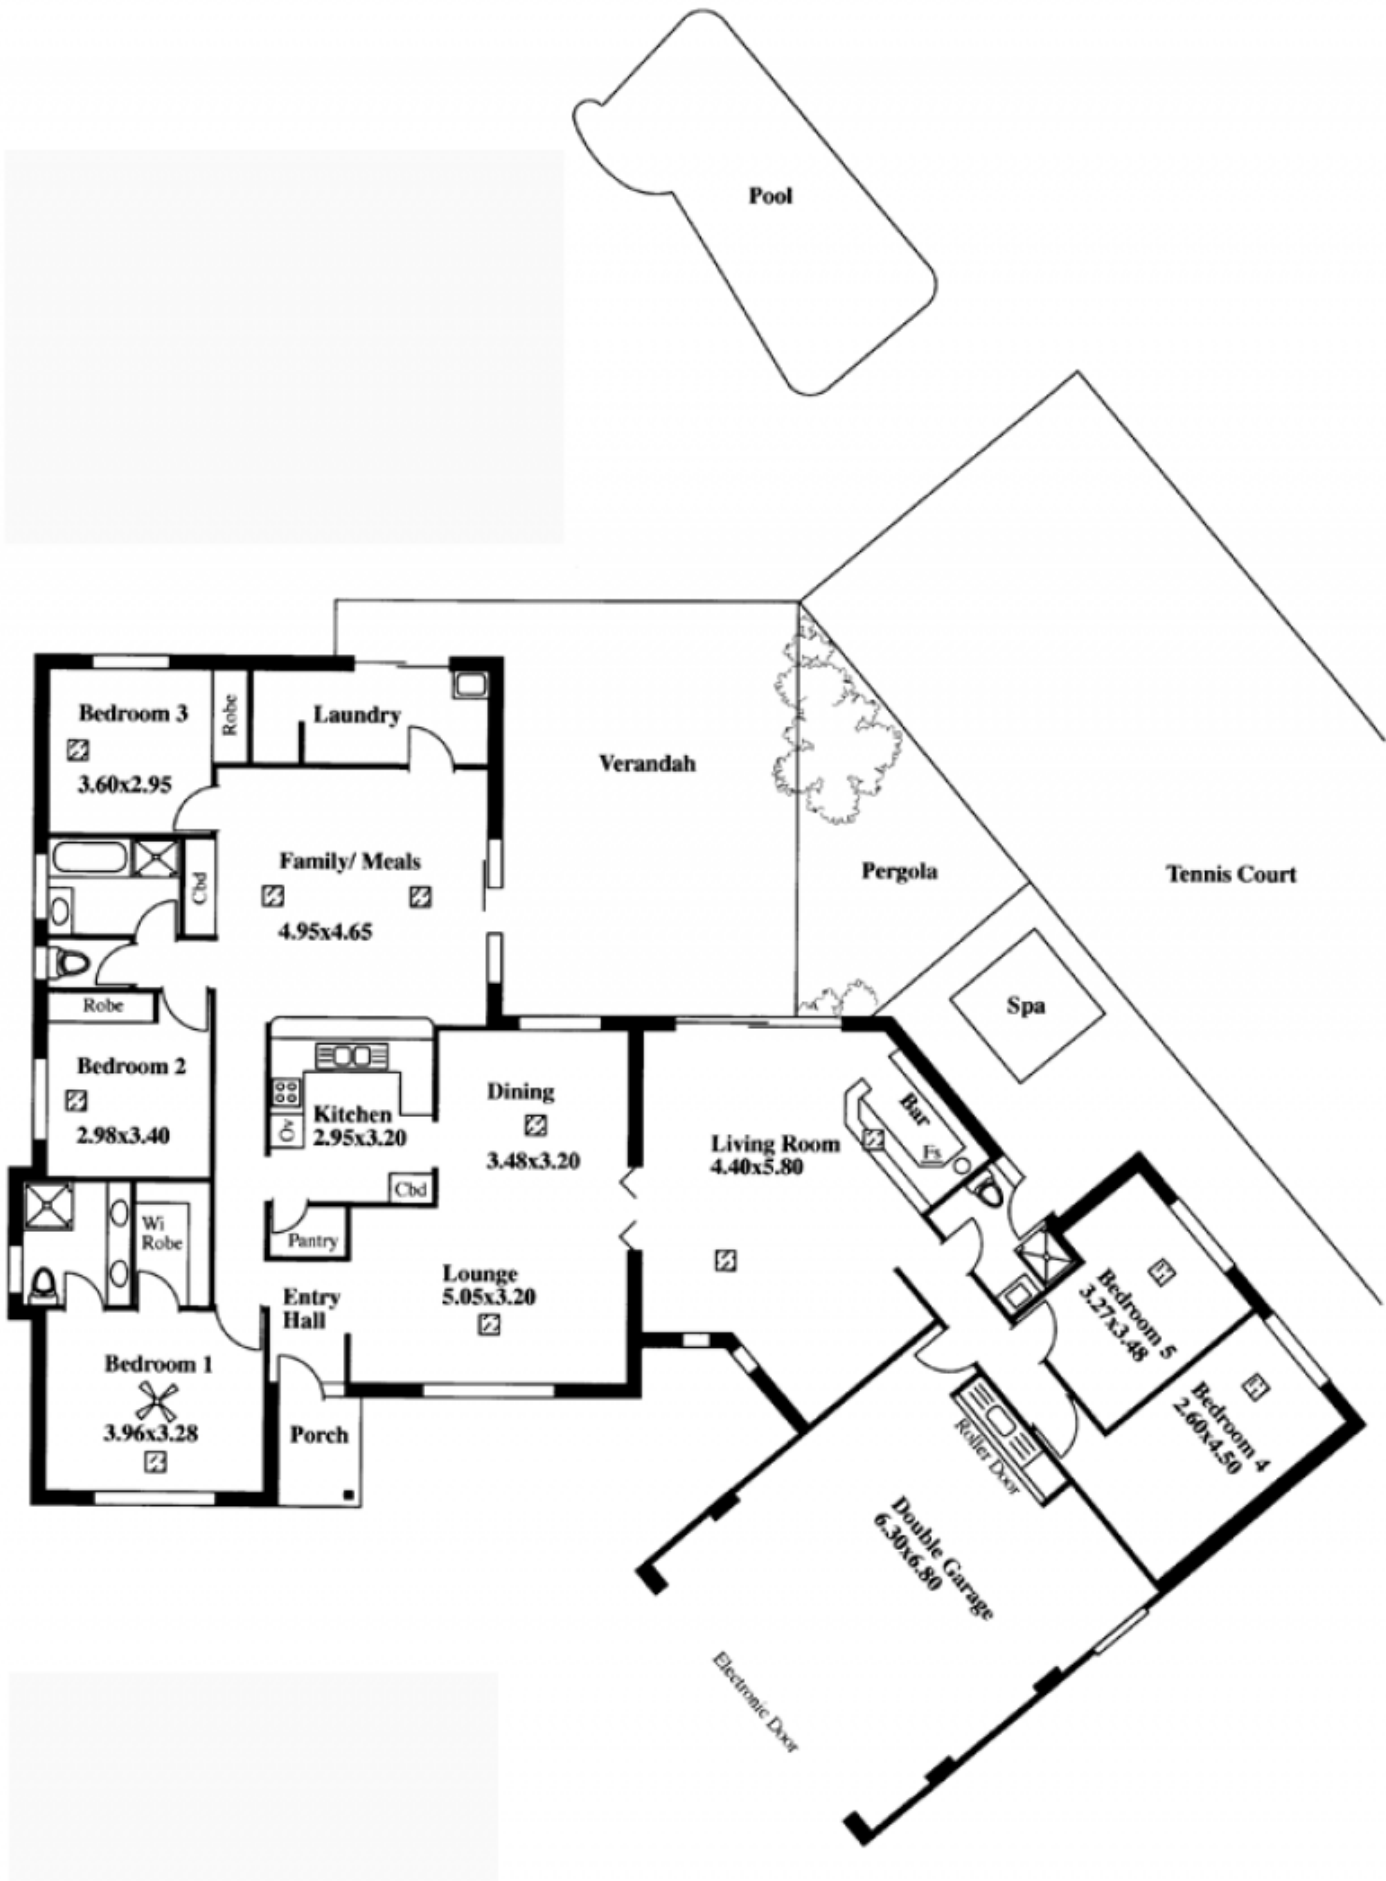 Pool
Bedroom 3
3.60x2.95
Robe
Laundry
Verandah
Family/ Meals
4.95x4.65
Cbd
Pergola
Tennis Court
Spa
Robe
Bedroom 2
2.98x3.40
Kitchen
2.95x3.20
Ov
Cbd
Dining
3.48x3.20
Living Room
4.40x5.80
Bar
Fs
Wi
Robe
Pantry
Entry
Hall
Lounge
5.05x3.20
Bedroom 5
3.27x3.48
Bedroom 1
3.96x3.28
Porch
Bedroom 4
2.60x4.50
Roller Door
Double Garage
6.30x6.80
Electronic Door